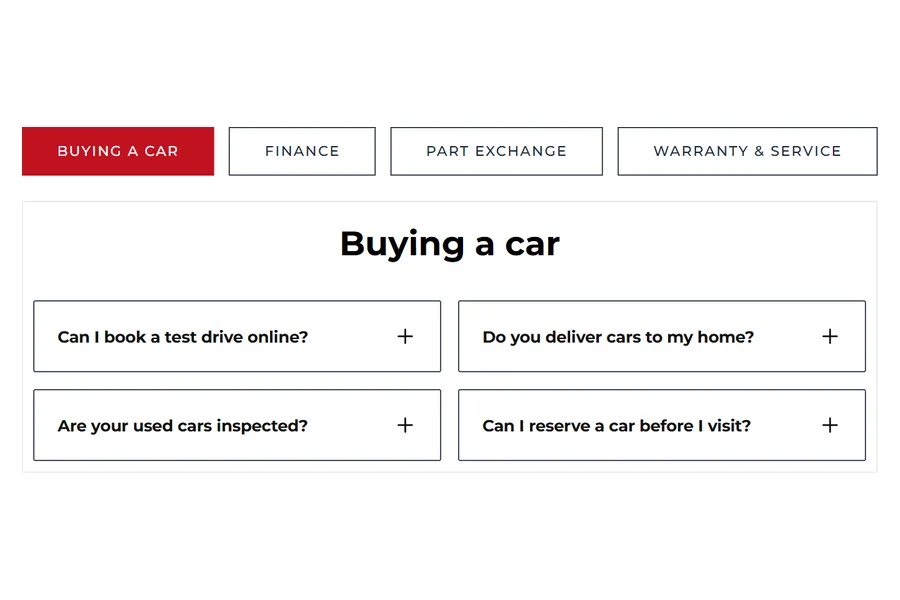 BUYING A CAR
FINANCE
PART EXCHANGE
WARRANTY & SERVICE
Buying a car
Can I book a test drive online?
Do you deliver cars to my home?
Are your used cars inspected?
Can I reserve a car before I visit?